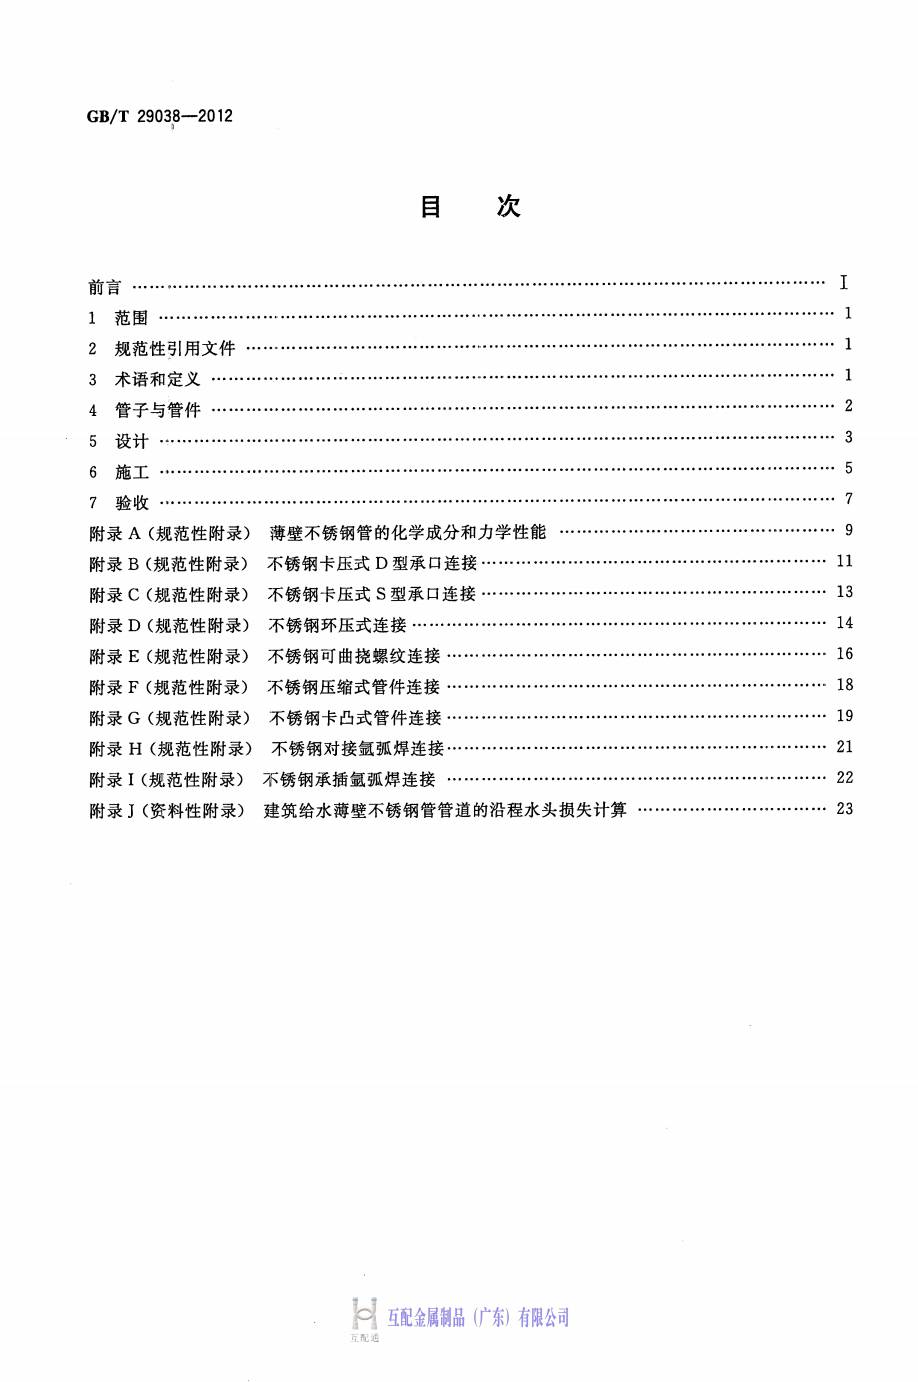 GB/T 29038—2012
目 次
前言 …… Ⅰ
1 范围 …… 1
2 规范性引用文件 …… 1
3 术语和定义 …… 1
4 管子与管件 …… 2
5 设计 …… 3
6 施工 …… 5
7 验收 …… 7
附录 A（规范性附录） 薄壁不锈钢管的化学成分和力学性能 …… 9
附录 B（规范性附录） 不锈钢卡压式 D 型承口连接 …… 11
附录 C（规范性附录） 不锈钢卡压式 S 型承口连接 …… 13
附录 D（规范性附录） 不锈钢环压式连接 …… 14
附录 E（规范性附录） 不锈钢可曲挠螺纹连接 …… 16
附录 F（规范性附录） 不锈钢压缩式管件连接 …… 18
附录 G（规范性附录） 不锈钢卡凸式管件连接 …… 19
附录 H（规范性附录） 不锈钢对接氩弧焊连接 …… 21
附录 I（规范性附录） 不锈钢承插氩弧焊连接 …… 22
附录 J（资料性附录） 建筑给水薄壁不锈钢管管道的沿程水头损失计算 …… 23
互配金属制品（广东）有限公司
互配通